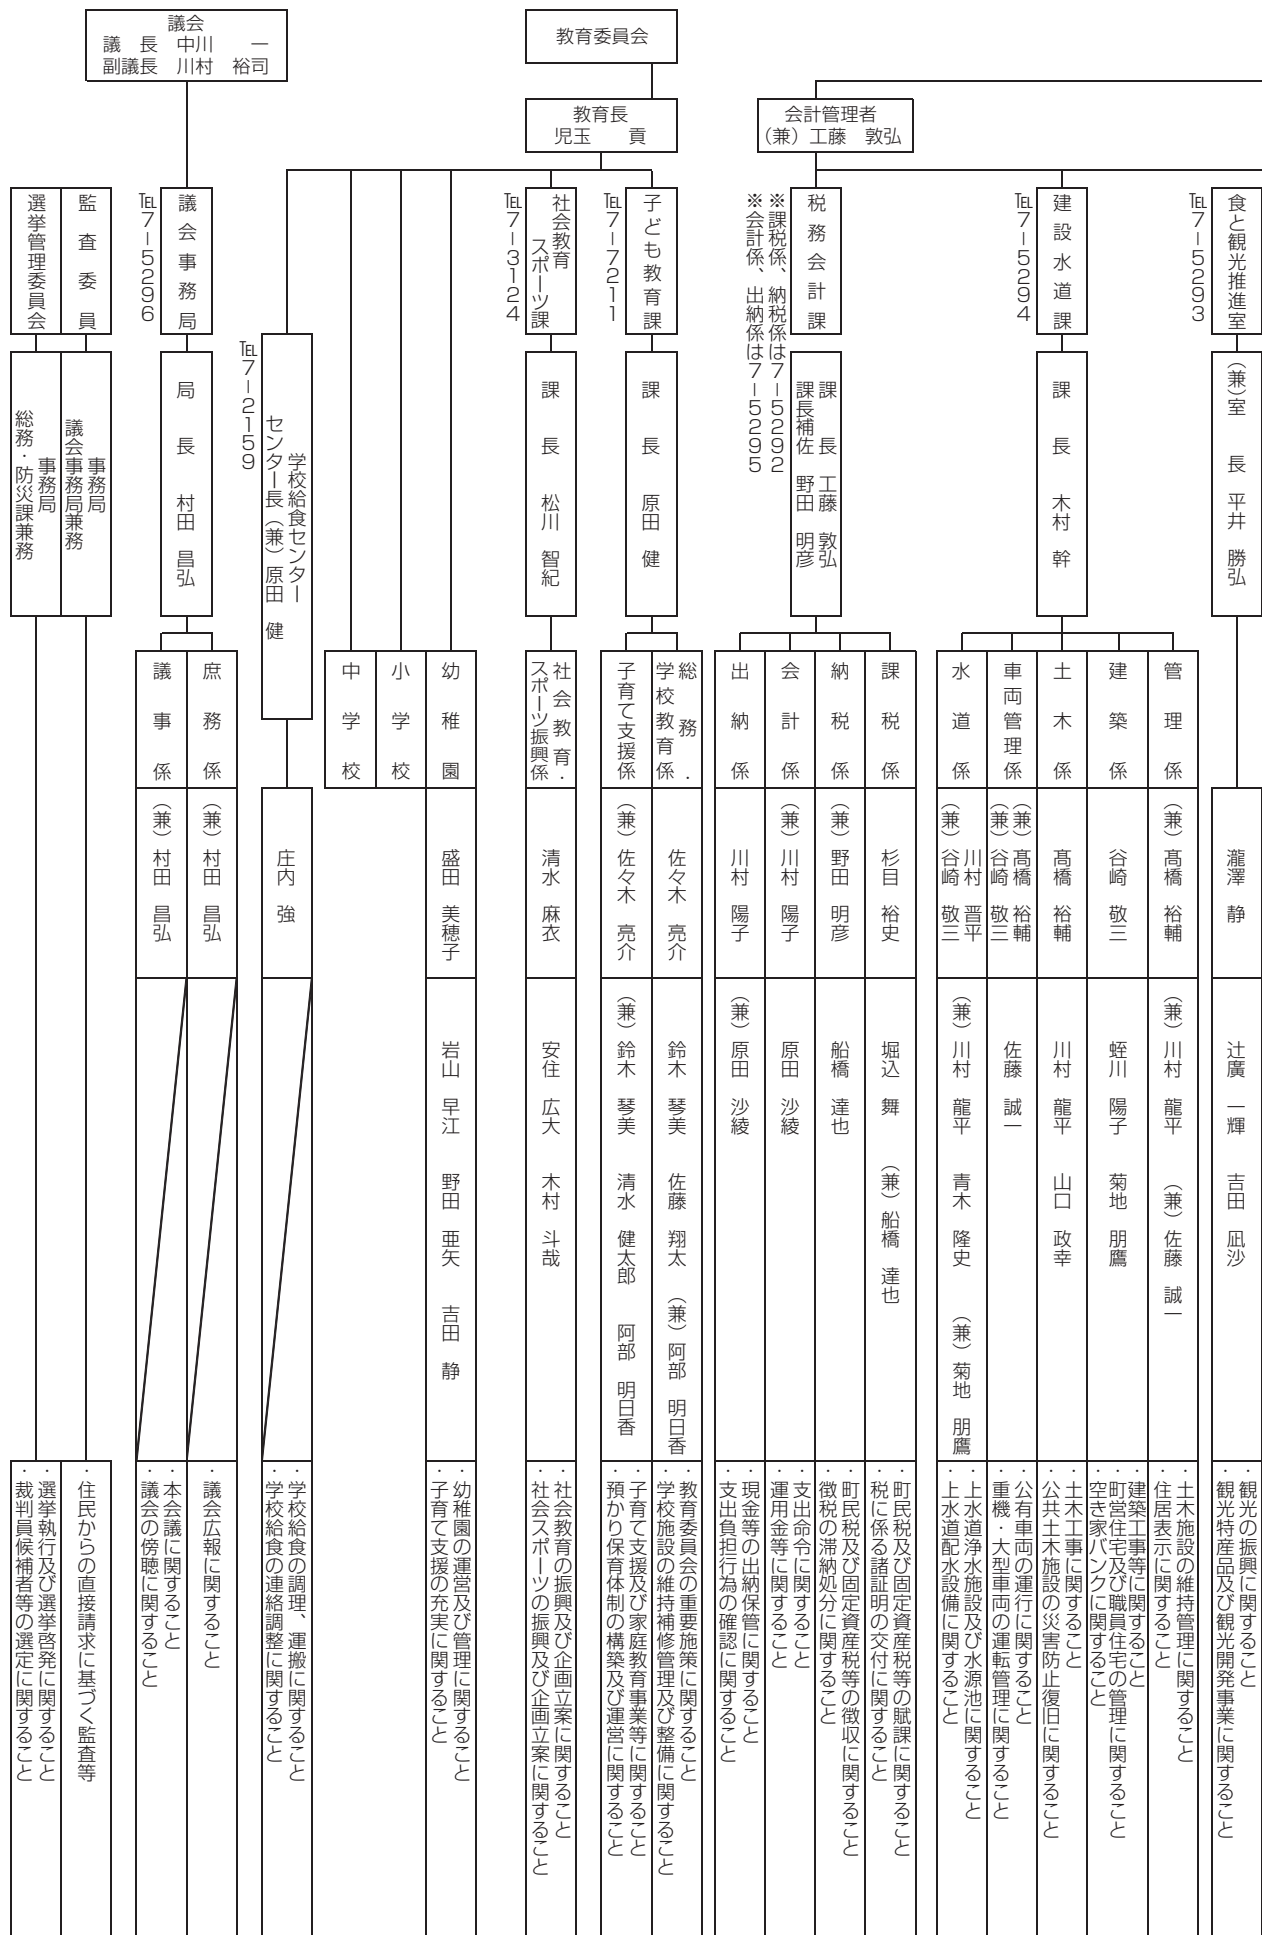 議会
議　長　中川　　一
副議長　川村　裕司
教育委員会
教育長
児玉　　貢
会計管理者
（兼）工藤　敦弘
食と観光推進室
℡７－５２９３
（兼）室　長　平井　勝弘
瀧澤　静
辻廣　一輝　吉田　凪沙
・観光の振興に関すること
・観光特産品及び観光開発事業に関すること
建設水道課
℡７－５２９４
課　長　木村　幹
管理係
（兼）髙橋　裕輔
（兼）川村　龍平　（兼）佐藤　誠一
・土木施設の維持管理に関すること
・住居表示に関すること
建築係
谷崎　敬三
蛭川　陽子　菊地　朋鷹
・建築工事等に関すること
・町営住宅及び職員住宅の管理に関すること
・空き家バンクに関すること
土木係
髙橋　裕輔
川村　龍平　山口　政幸
・土木工事に関すること
・公共土木施設の災害防止復旧に関すること
車両管理係
（兼）髙橋　裕輔
（兼）谷崎　敬三
佐藤　誠一
・公有車両の運行に関すること
・重機・大型車両の運転管理に関すること
水道係
川村　晋平
（兼）谷崎　敬三
（兼）川村　龍平　青木　隆史　（兼）菊地　朋鷹
・上水道浄水施設及び水源池に関すること
・上水道配水設備に関すること
税務会計課
※課税係、納税係は７－５２９２
※会計係、出納係は７－５２９５
課　長　工藤　敦弘
課長補佐　野田　明彦
課税係
杉目　裕史
堀込　舞　（兼）船橋　達也
・町民税及び固定資産税等の賦課に関すること
・税に係る諸証明の交付に関すること
納税係
（兼）野田　明彦
船橋　達也
・町民税及び固定資産税等の徴収に関すること
・徴税の滞納処分に関すること
会計係
（兼）川村　陽子
原田　沙綾
・支出命令に関すること
・運用金等に関すること
出納係
川村　陽子
（兼）原田　沙綾
・現金等の出納保管に関すること
・支出負担行為の確認に関すること
子ども教育課
℡７－７２１１
課　長　原田　健
総務・
学校教育係
佐々木　亮介
鈴木　琴美　佐藤　翔太　（兼）阿部　明日香
・教育委員会の重要施策に関すること
・学校施設の維持補修管理及び整備に関すること
子育て支援係
（兼）佐々木　亮介
（兼）鈴木　琴美　清水　健太郎　阿部　明日香
・子育て支援及び家庭教育事業等に関すること
・預かり保育体制の構築及び運営に関すること
社会教育
スポーツ課
℡７－３１２４
課　長　松川　智紀
社会教育・
スポーツ振興係
清水　麻衣
安住　広大　木村　斗哉
・社会教育の振興及び企画立案に関すること
・社会スポーツの振興及び企画立案に関すること
幼稚園
盛田　美穂子
岩山　早江　野田　亜矢　吉田　静
・幼稚園の運営及び管理に関すること
・子育て支援の充実に関すること
小学校
中学校
学校給食センター
センター長（兼）原田　健
℡７－２１５９
庄内　強
・学校給食の調理、運搬に関すること
・学校給食の連絡調整に関すること
議会事務局
℡７－５２９６
局　長　村田　昌弘
庶務係
（兼）村田　昌弘
・議会広報に関すること
議事係
（兼）村田　昌弘
・本会議に関すること
・議会の傍聴に関すること
監査委員
事務局
議会事務局兼務
・住民からの直接請求に基づく監査等
選挙管理委員会
事務局
総務・防災課兼務
・選挙執行及び選挙啓発に関すること
・裁判員候補者等の選定に関すること